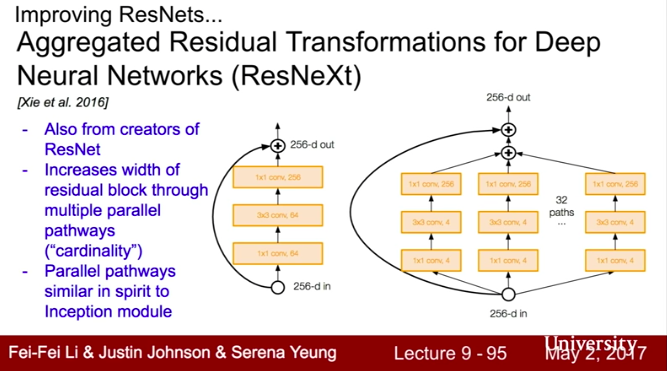 Improving ResNets...
Aggregated Residual Transformations for Deep
Neural Networks (ResNeXt)
[Xie et al. 2016]
- Also from creators of
ResNet
- Increases width of
residual block through
multiple parallel
pathways
("cardinality")
- Parallel pathways
similar in spirit to
Inception module
256-d out
1x1 conv, 256
3x3 conv, 64
1x1 conv, 64
256-d in
256-d out
1x1 conv, 256 1x1 conv, 256 1x1 conv, 256
32
paths
...
3x3 conv, 4 3x3 conv, 4 3x3 conv, 4
1x1 conv, 4 1x1 conv, 4 1x1 conv, 4
256-d in
Fei-Fei Li & Justin Johnson & Serena Yeung Lecture 9 - 95 May 2, 2017
University